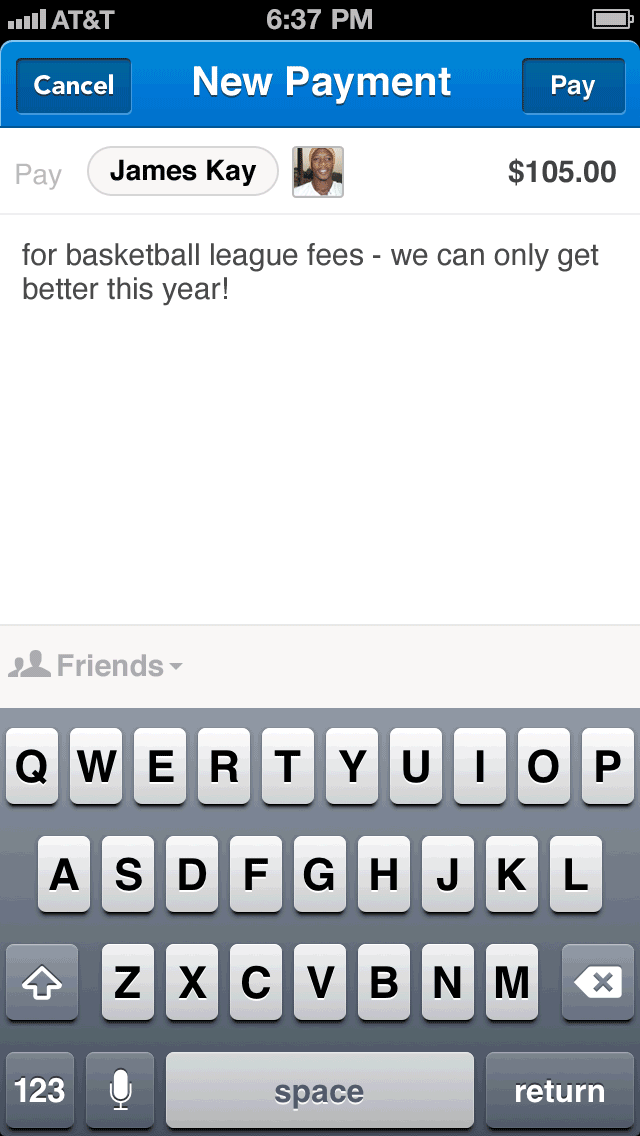 AT&T 6:37 PM
Cancel New Payment Pay
Pay James Kay $105.00
for basketball league fees - we can only get
better this year!
Friends
Q W E R T Y U I O P
A S D F G H J K L
Z X C V B N M
123 space return